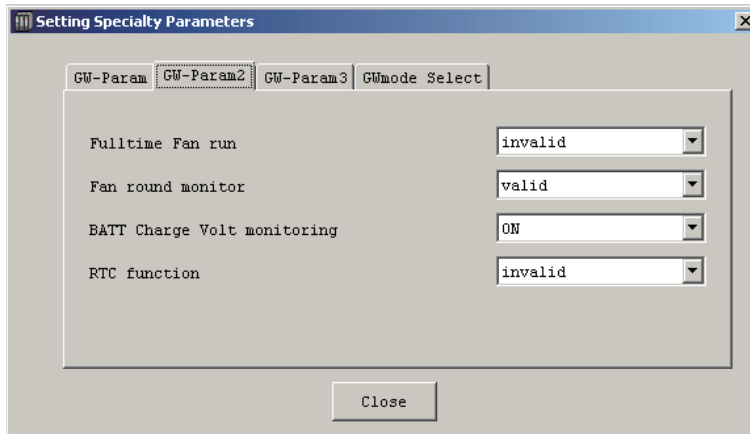 Setting Specialty Parameters
GW-Param GW-Param2 GW-Param3 GWmode Select
Fulltime Fan run invalid
Fan round monitor valid
BATT Charge Volt monitoring ON
RTC function invalid
Close